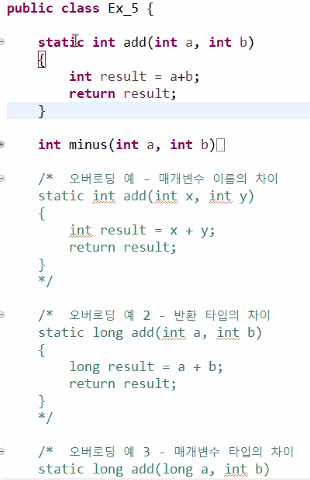 public class Ex_5 {
static int add(int a, int b)
{
int result = a+b;
return result;
}
int minus(int a, int b)
/* 오버로딩 예 - 매개변수 이름의 차이
static int add(int x, int y)
{
int result = x + y;
return result;
}
*/
/* 오버로딩 예 2 - 반환 타입의 차이
static long add(int a, int b)
{
long result = a + b;
return result;
}
*/
/* 오버로딩 예 3 - 매개변수 타입의 차이
static long add(long a, int b)